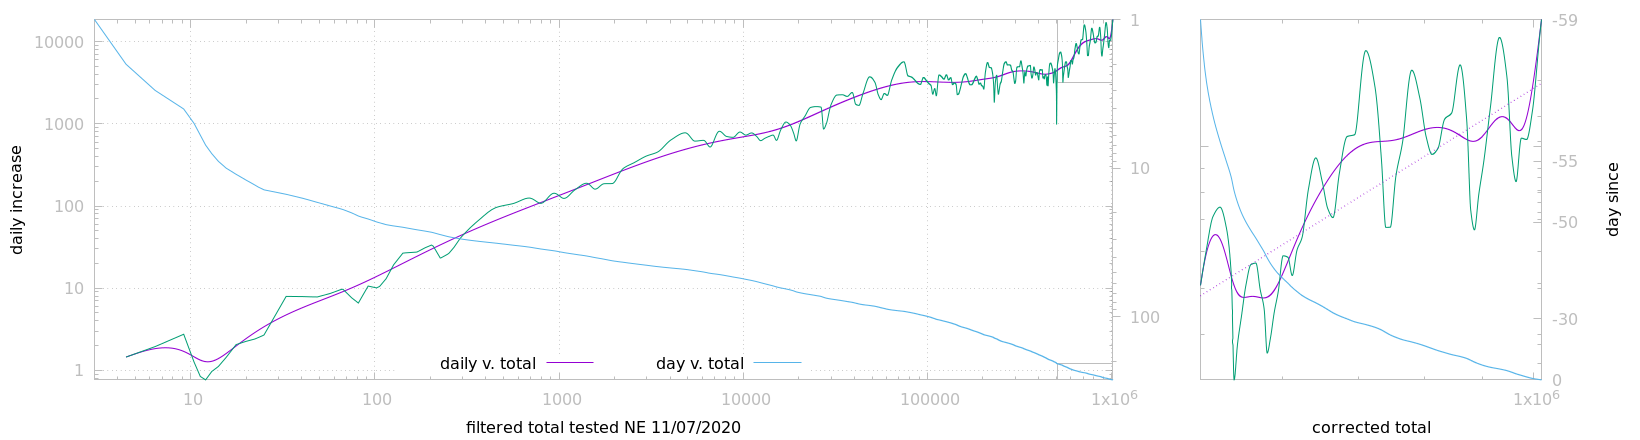 daily increase
10000
1000
100
10
1
10
100
1000
10000
100000
1x10^6
1
10
100
daily v. total
day v. total
filtered total tested NE 11/07/2020
-59
-55
-50
-30
0
day since
1x10^6
corrected total